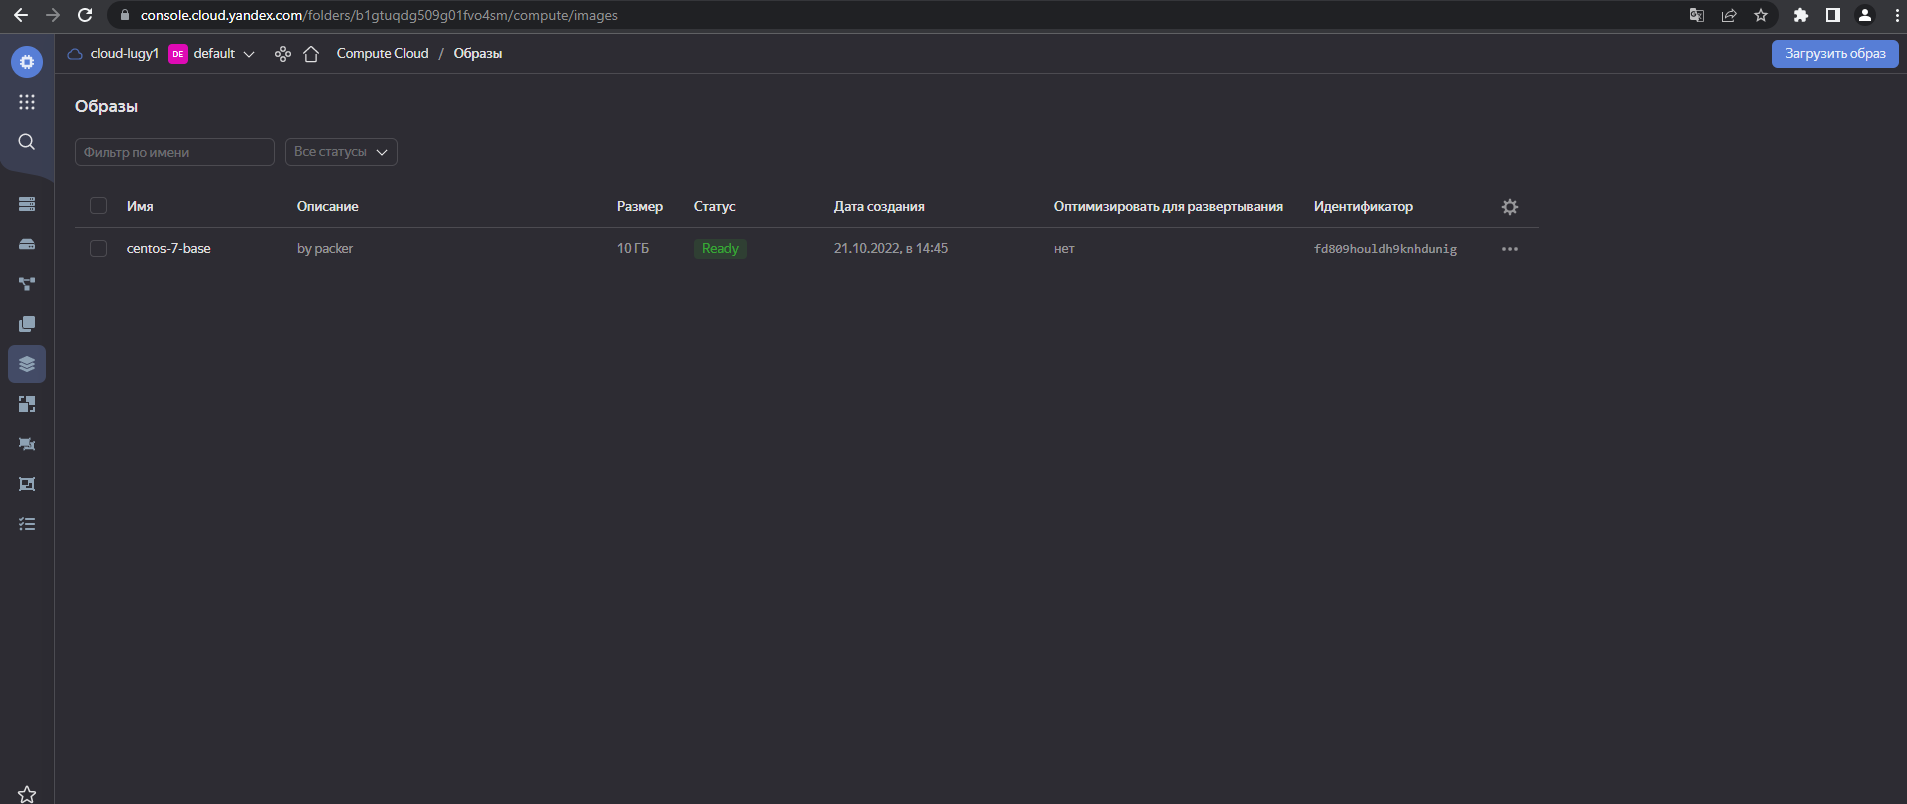 console.cloud.yandex.com/folders/b1gtuqdg509g01fvo4sm/compute/images
cloud-lugy1 DE default Compute Cloud / Образы Загрузить образ
Образы
Фильтр по имени Все статусы
Имя Описание Размер Статус Дата создания Оптимизировать для развертывания Идентификатор
centos-7-base by packer 10 ГБ Ready 21.10.2022, в 14:45 нет fd809houldh9knhdunig